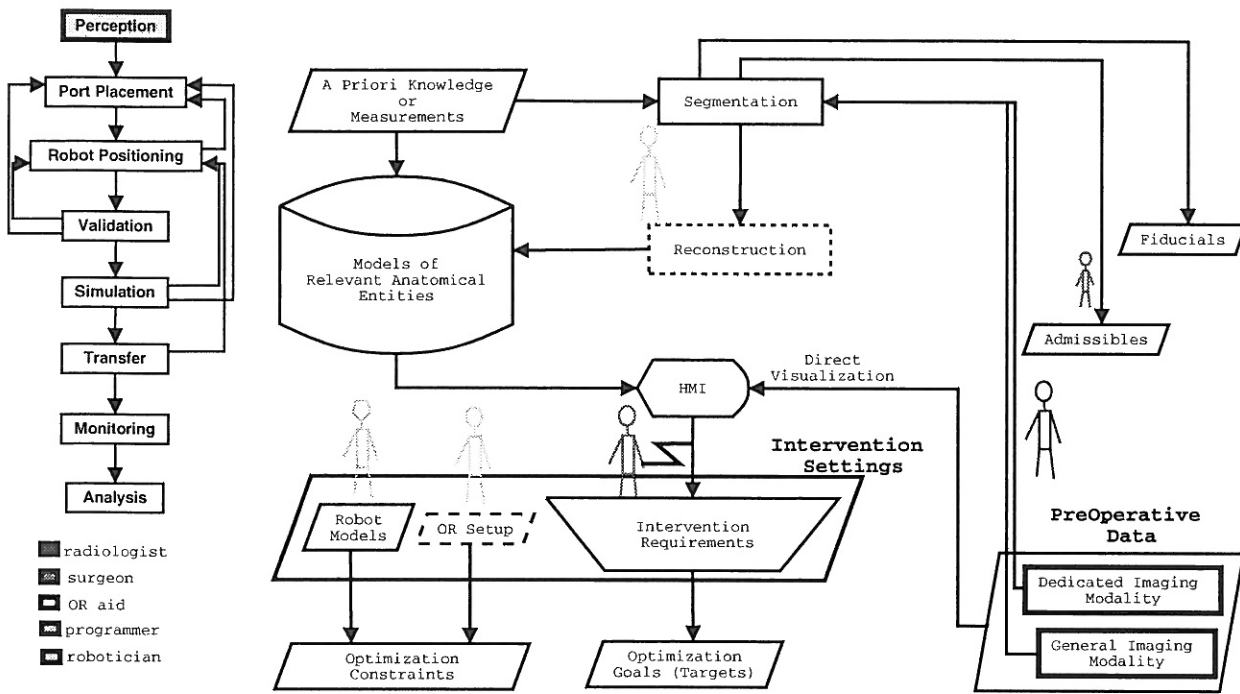 Perception
Port Placement
Robot Positioning
Validation
Simulation
Transfer
Monitoring
Analysis
radiologist
surgeon
OR aid
programmer
robotician
A Priori Knowledge
or
Measurements
Segmentation
Reconstruction
Models of
Relevant Anatomical
Entities
Fiducials
Admissibles
HMI
Direct
Visualization
Intervention
Settings
Robot
Models
OR Setup
Intervention
Requirements
PreOperative
Data
Dedicated Imaging
Modality
General Imaging
Modality
Optimization
Constraints
Optimization
Goals (Targets)